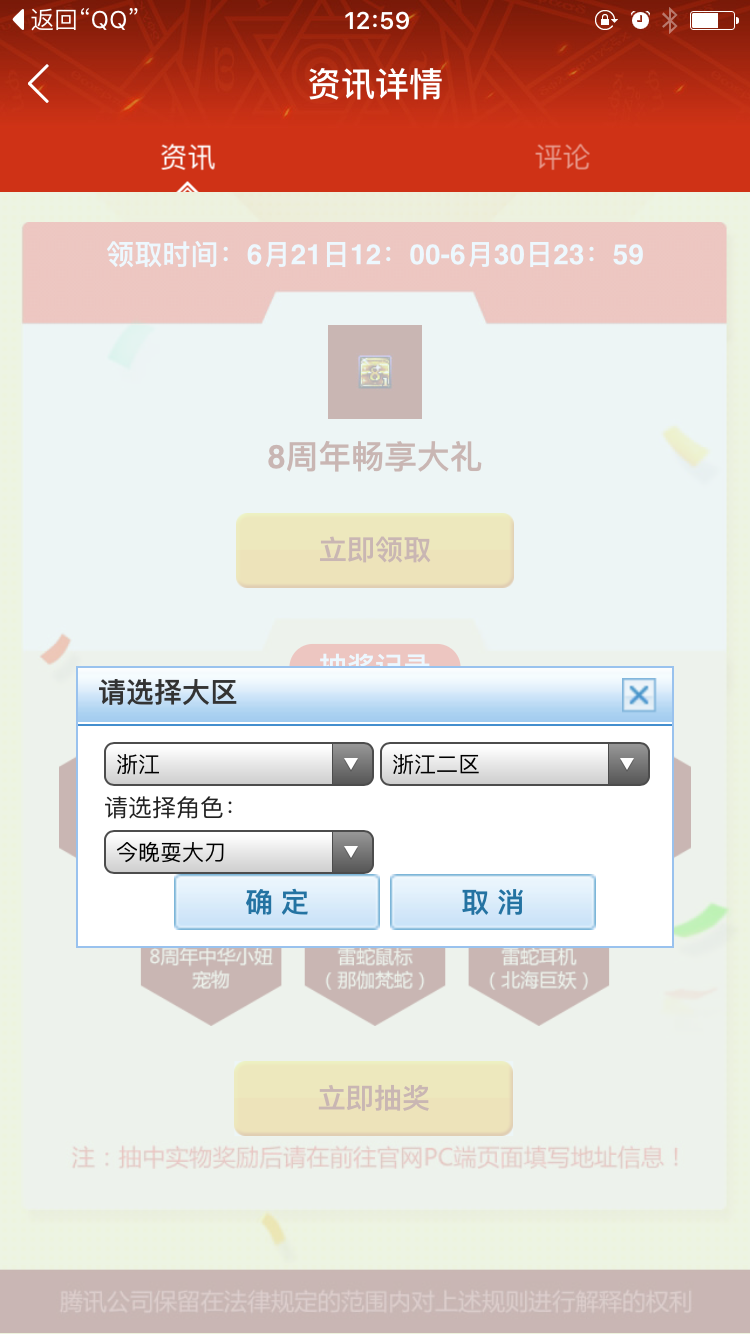 返回“QQ”
12:59
资讯详情
资讯
评论
领取时间：6月21日12：00-6月30日23：59
1
8周年畅享大礼
立即领取
抽奖记录
请选择大区
浙江
浙江二区
请选择角色：
今晚耍大刀
确 定
取 消
8周年中华小妞
宠物
雷蛇鼠标
（那伽梵蛇）
雷蛇耳机
（北海巨妖）
立即抽奖
注：抽中实物奖励后请在前往官网PC端页面填写地址信息！
腾讯公司保留在法律规定的范围内对上述规则进行解释的权利